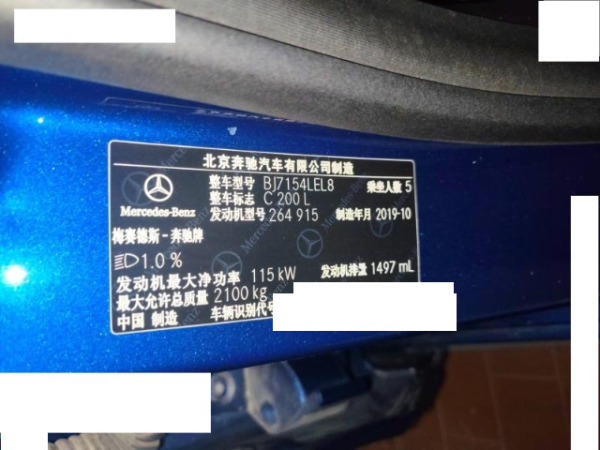 北京奔驰汽车有限公司制造
整车型号 BJ7154LEL8 乘坐人数 5
整车标志 C 200 L
Mercedes-Benz 发动机型号 264 915 制造年月 2019-10
梅赛德斯-奔驰牌
1.0 %
发动机最大净功率 115 kW 发动机排量 1497 mL
最大允许总质量 2100 kg
中国 制造 车辆识别代号